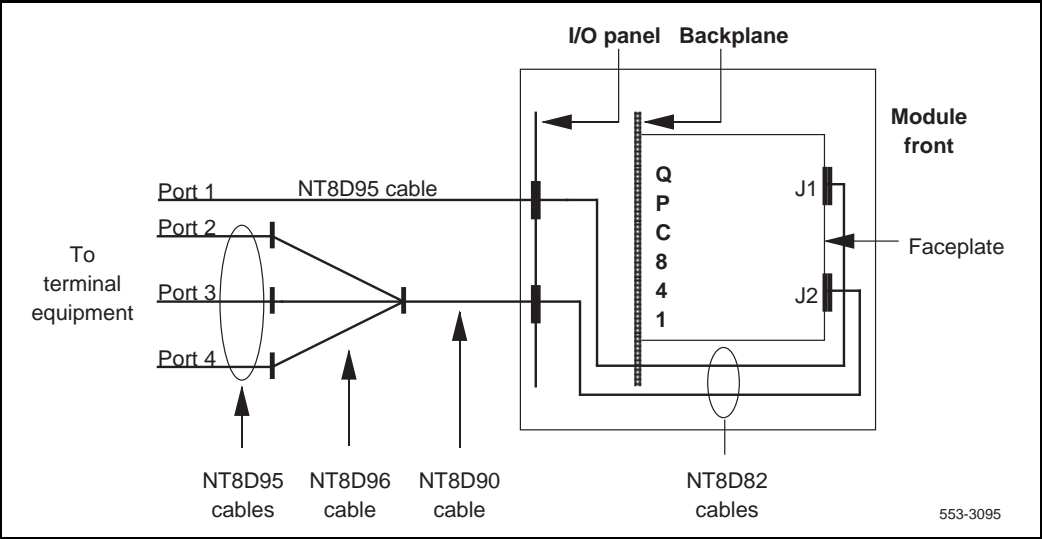 I/O panel Backplane
Module
front
Port 1
NT8D95 cable
Q
P
C
8
4
1
J1
Port 2
To
terminal
equipment
Faceplate
Port 3
J2
Port 4
NT8D95
cables
NT8D96
cable
NT8D90
cable
NT8D82
cables
553-3095